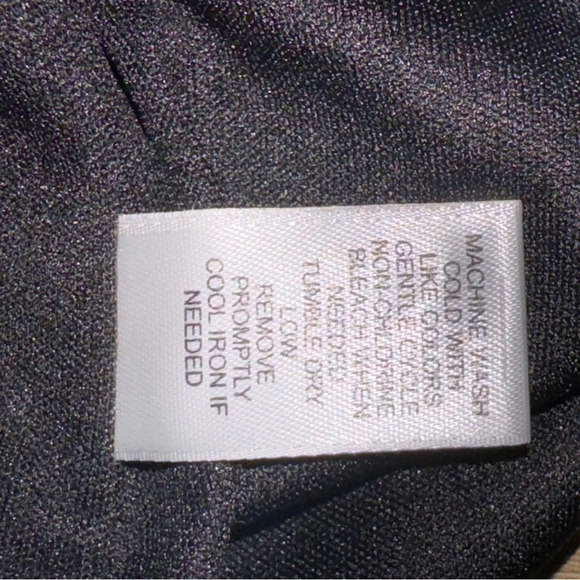 MACHINE WASH
COLD WITH
LIKE COLORS
GENTLE CYCLE
NON-CHLORINE
BLEACH WHEN
NEEDED
TUMBLE DRY
LOW
REMOVE
PROMPTLY
COOL IRON IF
NEEDED